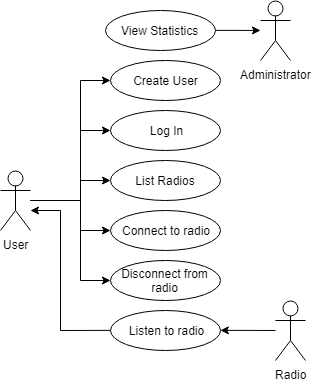 View Statistics
Administrator
Create User
Log In
List Radios
User
Connect to radio
Disconnect from
radio
Listen to radio
Radio